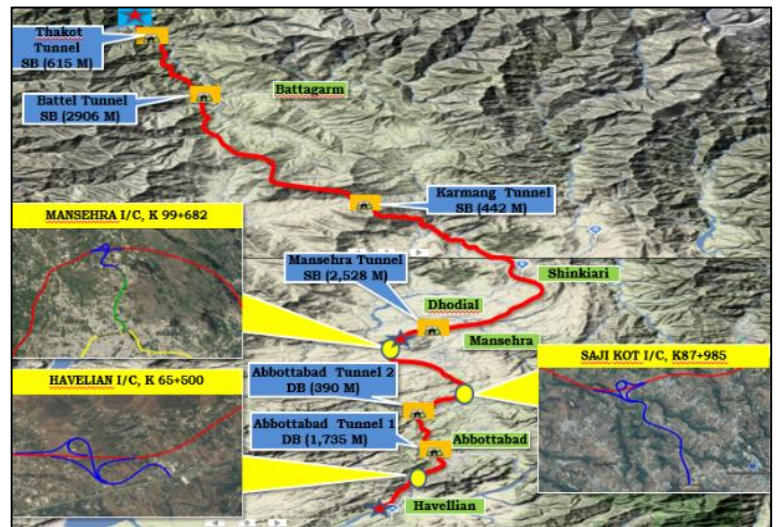 Thakot
Tunnel
SB (615 M)
Battel Tunnel
SB (2906 M)
Battagarm
Karmang Tunnel
SB (442 M)
MANSEHRA I/C, K 99+682
Mansehra Tunnel
SB (2,528 M)
Shinkiari
Dhodial
Mansehra
SAJI KOT I/C, K87+985
HAVELIAN I/C, K 65+500
Abbottabad Tunnel 2
DB (390 M)
Abbottabad Tunnel 1
DB (1,735 M)
Abbottabad
Havellian